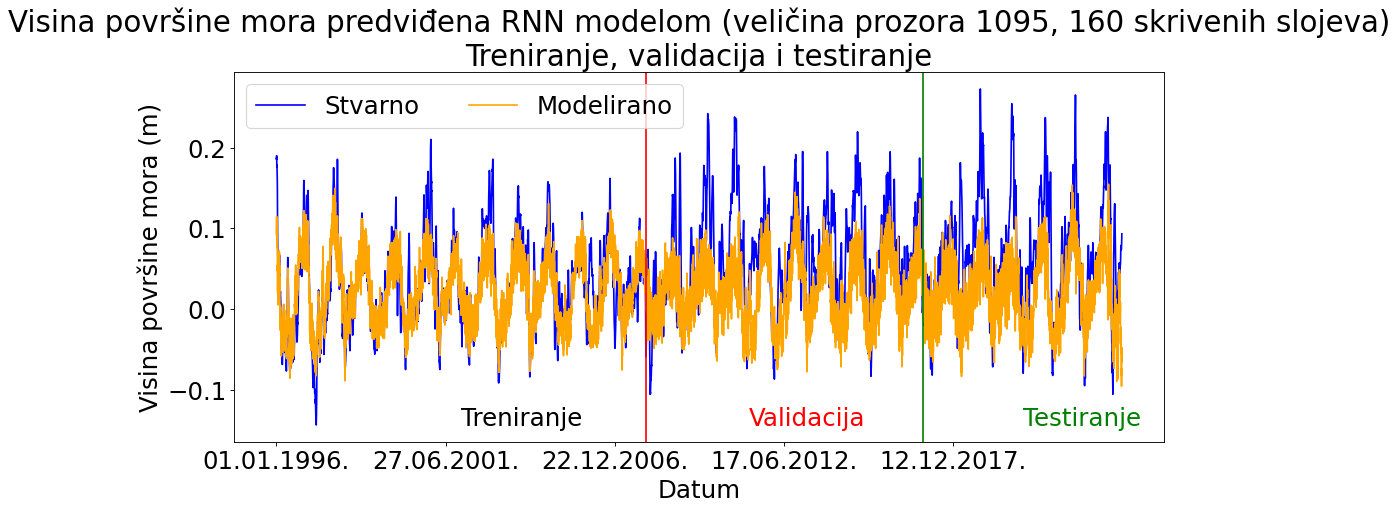 Visina površine mora predviđena RNN modelom (veličina prozora 1095, 160 skrivenih slojeva)
Treniranje, validacija i testiranje
Stvarno Modelirano
Visina površine mora (m)
0.2
0.1
0.0
−0.1
Treniranje Validacija Testiranje
01.01.1996. 27.06.2001. 22.12.2006. 17.06.2012. 12.12.2017.
Datum